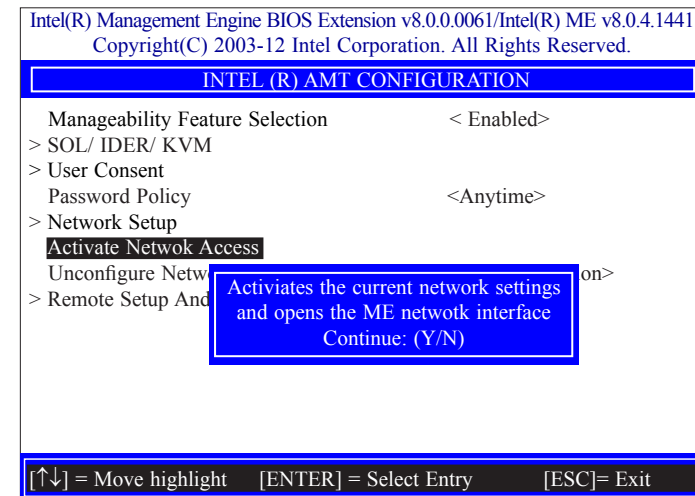 Intel(R) Management Engine BIOS Extension v8.0.0.0061/Intel(R) ME v8.0.4.1441
Copyright(C) 2003-12 Intel Corporation. All Rights Reserved.
INTEL (R) AMT CONFIGURATION
Manageability Feature Selection < Enabled>
> SOL/ IDER/ KVM
> User Consent
Password Policy <Anytime>
> Network Setup
Activate Netwok Access
Unconfigure Netw on>
> Remote Setup And
Activiates the current network settings
and opens the ME netwotk interface
Continue: (Y/N)
[↑↓] = Move highlight [ENTER] = Select Entry [ESC]= Exit